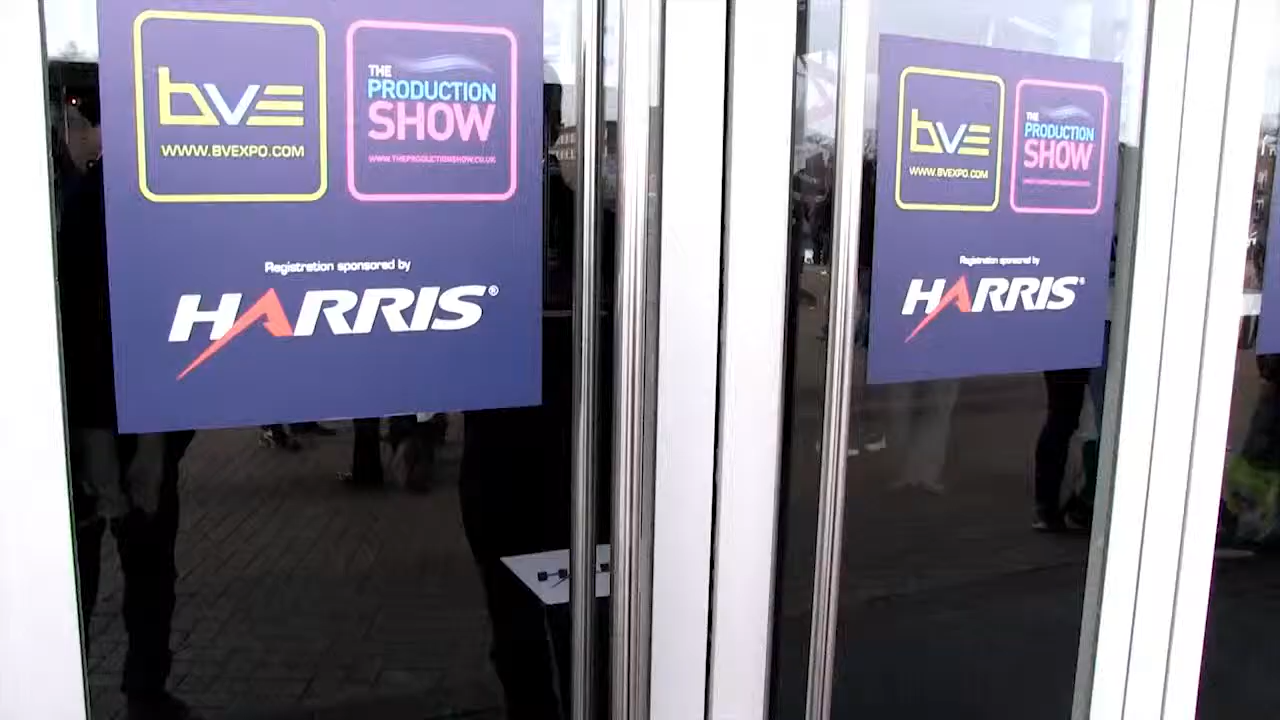 bve
WWW.BVEXPO.COM
THE
PRODUCTION
SHOW
WWW.THEPRODUCTIONSHOW.CO.UK
Registration sponsored by
HARRIS®
bve
WWW.BVEXPO.COM
THE
PRODUCTION
SHOW
Registration sponsored by
HARRIS®